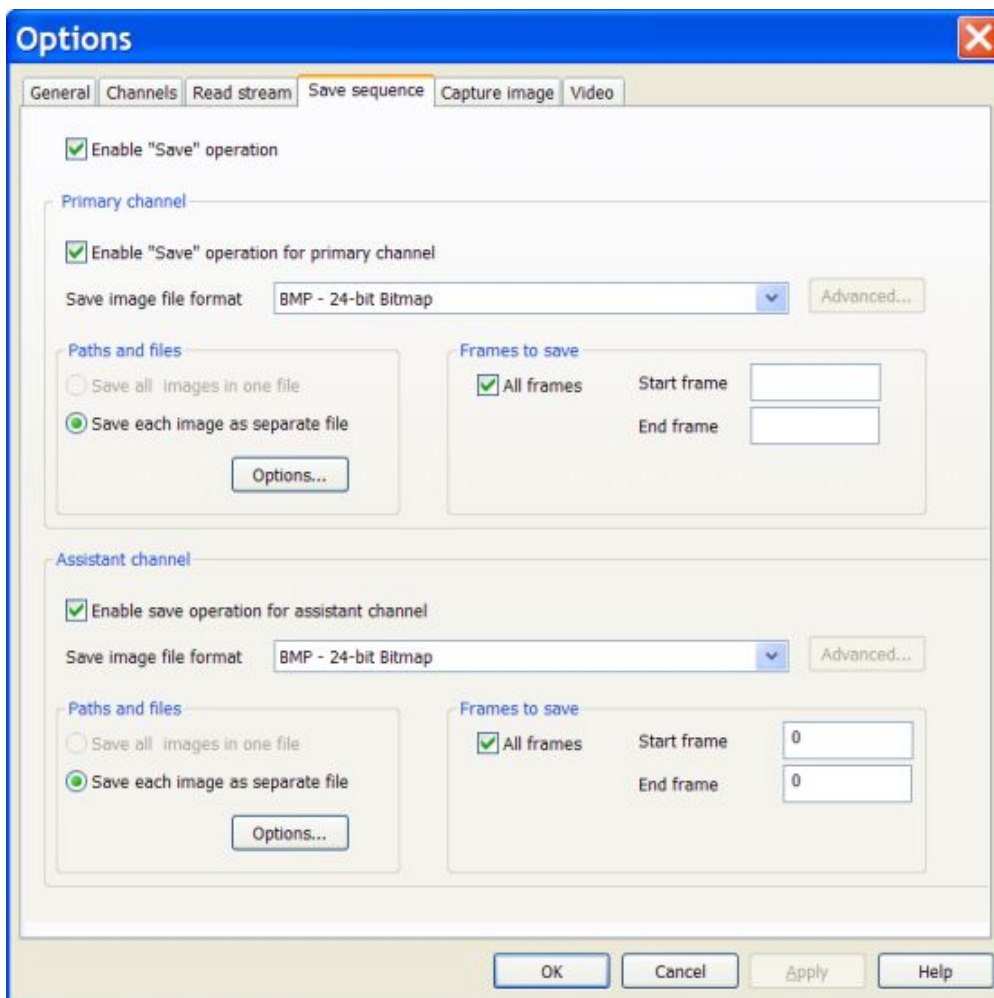 Options
General Channels Read stream Save sequence Capture image Video
Enable "Save" operation
Primary channel
Enable "Save" operation for primary channel
Save image file format BMP - 24-bit Bitmap Advanced...
Paths and files Frames to save
Save all images in one file All frames Start frame
Save each image as separate file End frame
Options...
Assistant channel
Enable save operation for assistant channel
Save image file format BMP - 24-bit Bitmap Advanced...
Paths and files Frames to save
Save all images in one file All frames Start frame 0
Save each image as separate file End frame 0
Options...
OK Cancel Apply Help